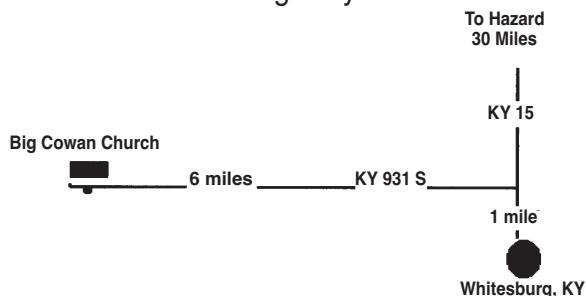 To Hazard
30 Miles
KY 15
Big Cowan Church
6 miles
KY 931 S
1 mile
Whitesburg, KY